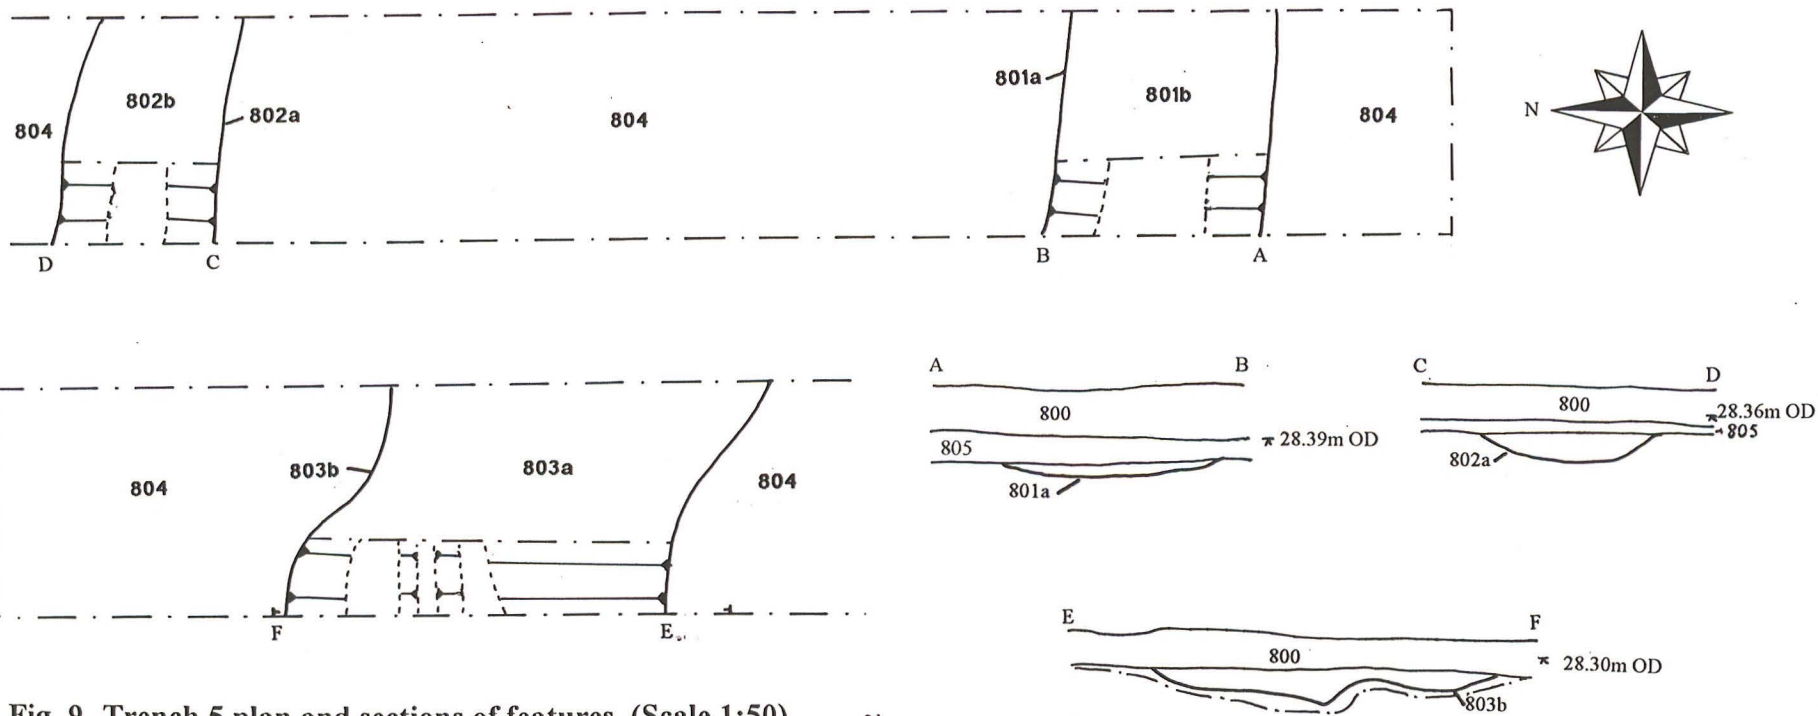 804
802b
802a
804
801a
801b
804
N
D
C
B
A
804
803b
803a
804
F
E
A
B
800
805
28.39m OD
801a
C
D
800
28.36m OD
805
802a
E
F
800
28.30m OD
803b
Fig. 9 Trench 5 plan and sections of features. (Scale 1:50)